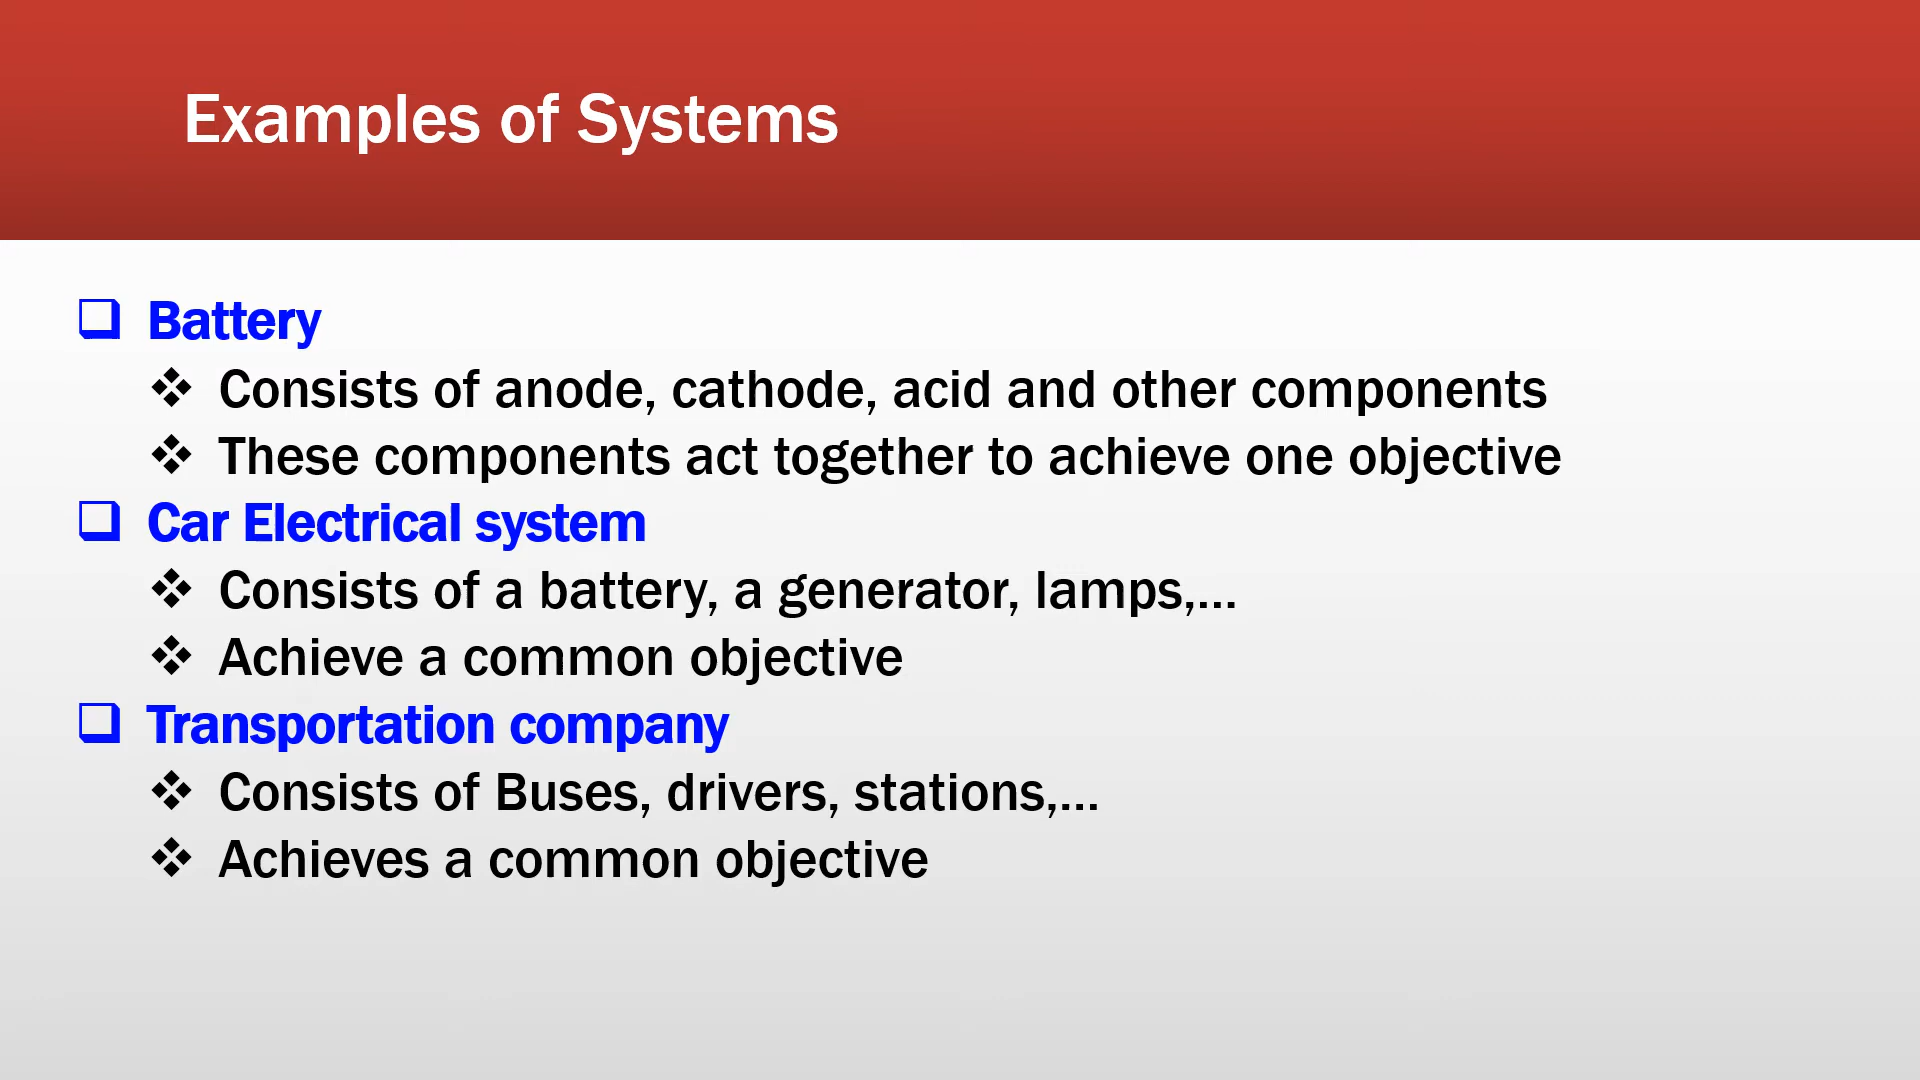 Examples of Systems
Battery
Consists of anode, cathode, acid and other components
These components act together to achieve one objective
Car Electrical system
Consists of a battery, a generator, lamps,...
Achieve a common objective
Transportation company
Consists of Buses, drivers, stations,...
Achieves a common objective